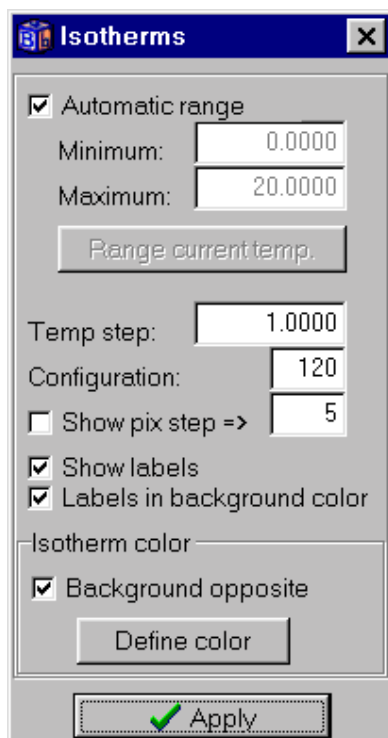 Isotherms
Automatic range
Minimum: 0.0000
Maximum: 20.0000
Range current temp.
Temp step: 1.0000
Configuration: 120
Show pix step => 5
Show labels
Labels in background color
Isotherm color
Background opposite
Define color
Apply